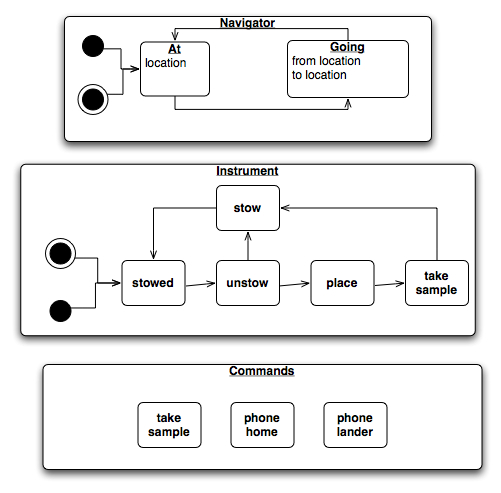 Navigator
At
location
Going
from location
to location
Instrument
stow
stowed
unstow
place
take
sample
Commands
take
sample
phone
home
phone
lander